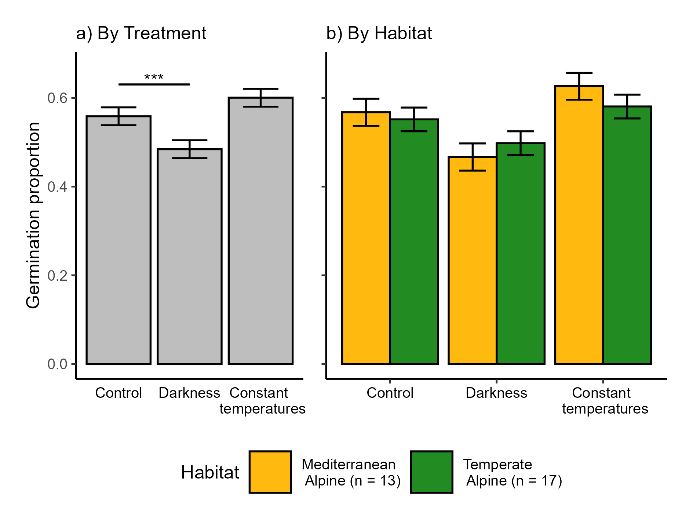 a) By Treatment
b) By Habitat
Germination proportion
0.6
0.4
0.2
0.0
***
Control
Darkness
Constant
temperatures
Control
Darkness
Constant
temperatures
Habitat
Mediterranean
Alpine (n = 13)
Temperate
Alpine (n = 17)